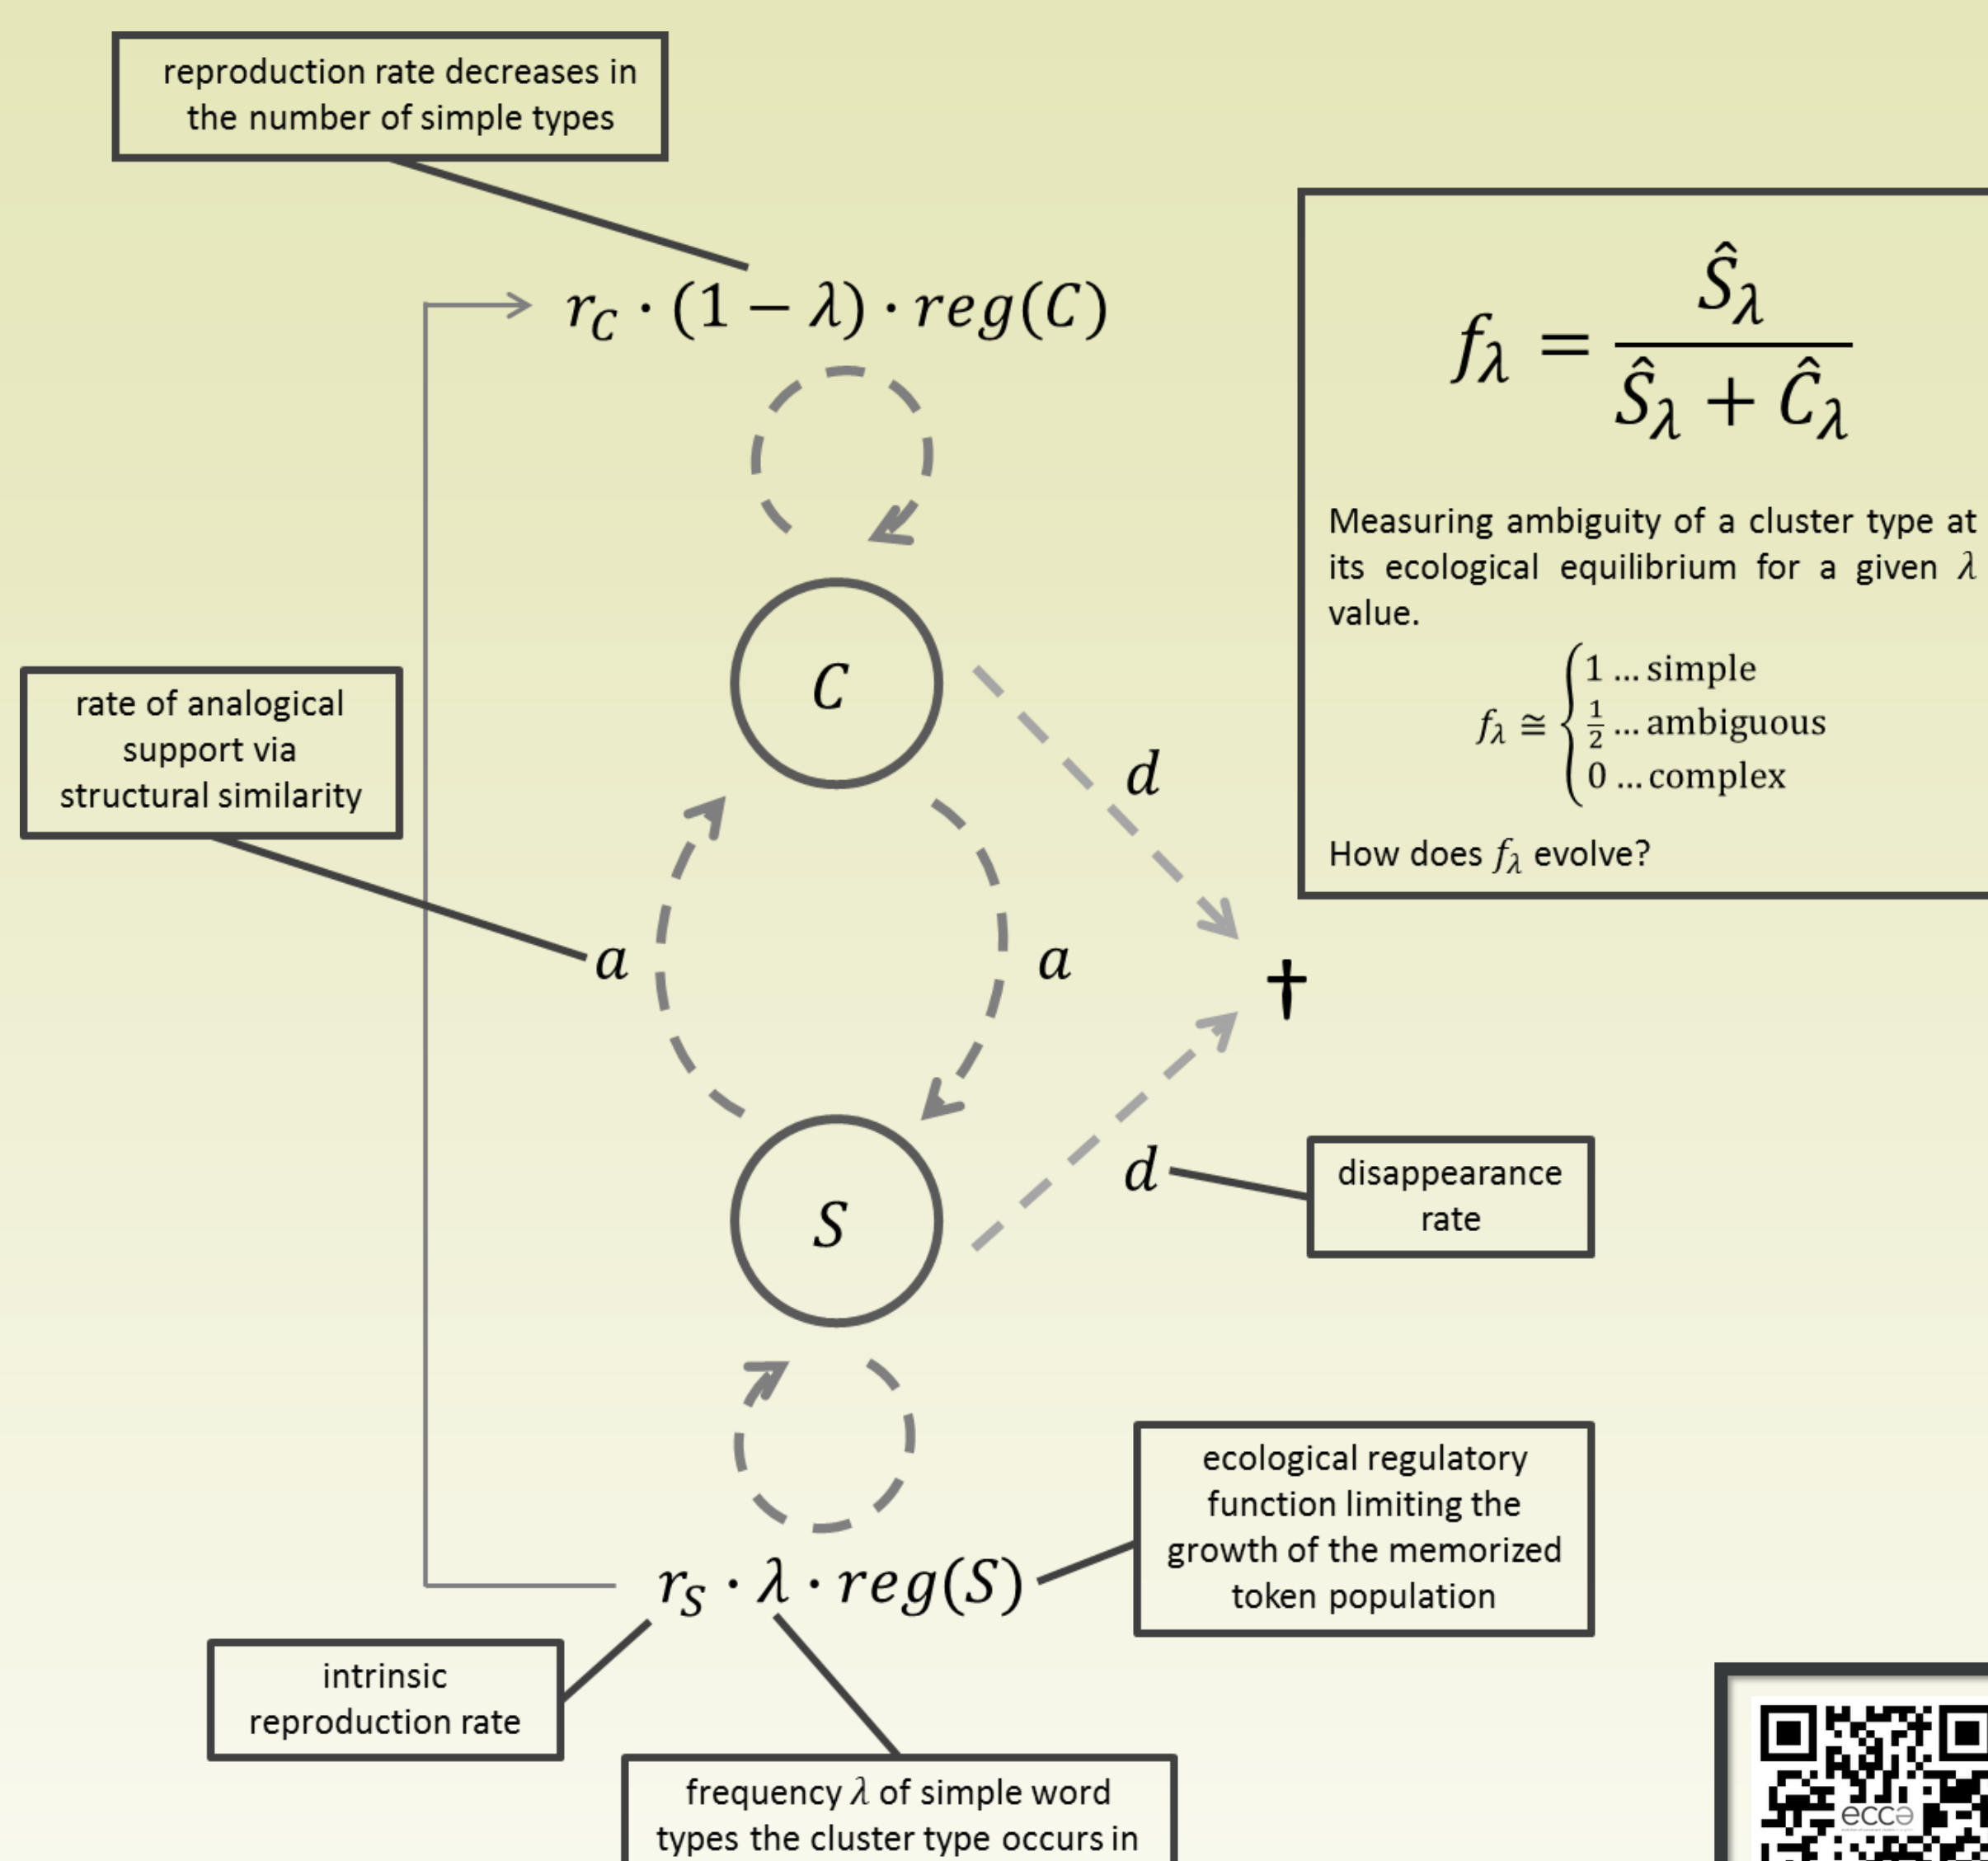 reproduction rate decreases in
the number of simple types
r_C · (1 − λ) · reg(C)
f_λ = Ŝ_λ / (Ŝ_λ + Ĉ_λ)
Measuring ambiguity of a cluster type at
its ecological equilibrium for a given λ
value.
f_λ ≅ { 1 ... simple
1/2 ... ambiguous
0 ... complex
How does f_λ evolve?
C
rate of analogical
support via
structural similarity
d
a
a
†
d
disappearance
rate
S
ecological regulatory
function limiting the
growth of the memorized
token population
r_S · λ · reg(S)
intrinsic
reproduction rate
frequency λ of simple word
types the cluster type occurs in
eccə